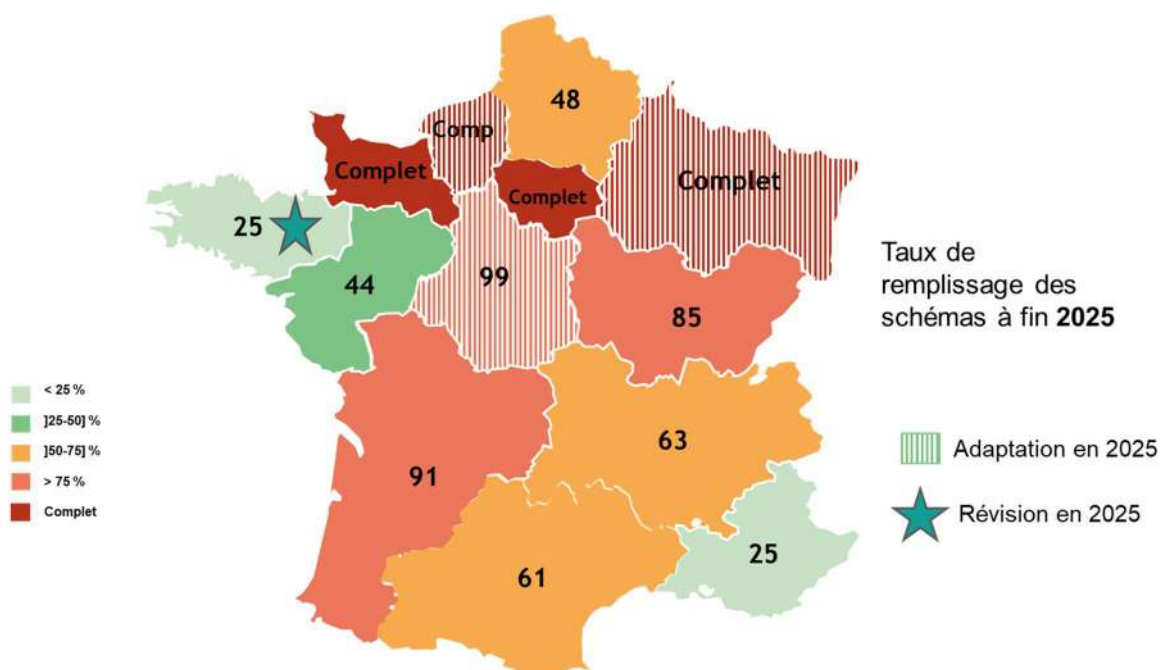 48
Comp
Complet
Complet
Complet
25
99
44
85
Taux de
remplissage des
schémas à fin 2025
< 25 %
]25-50] %
]50-75] %
> 75 %
Complet
63
91
Adaptation en 2025
Révision en 2025
25
61